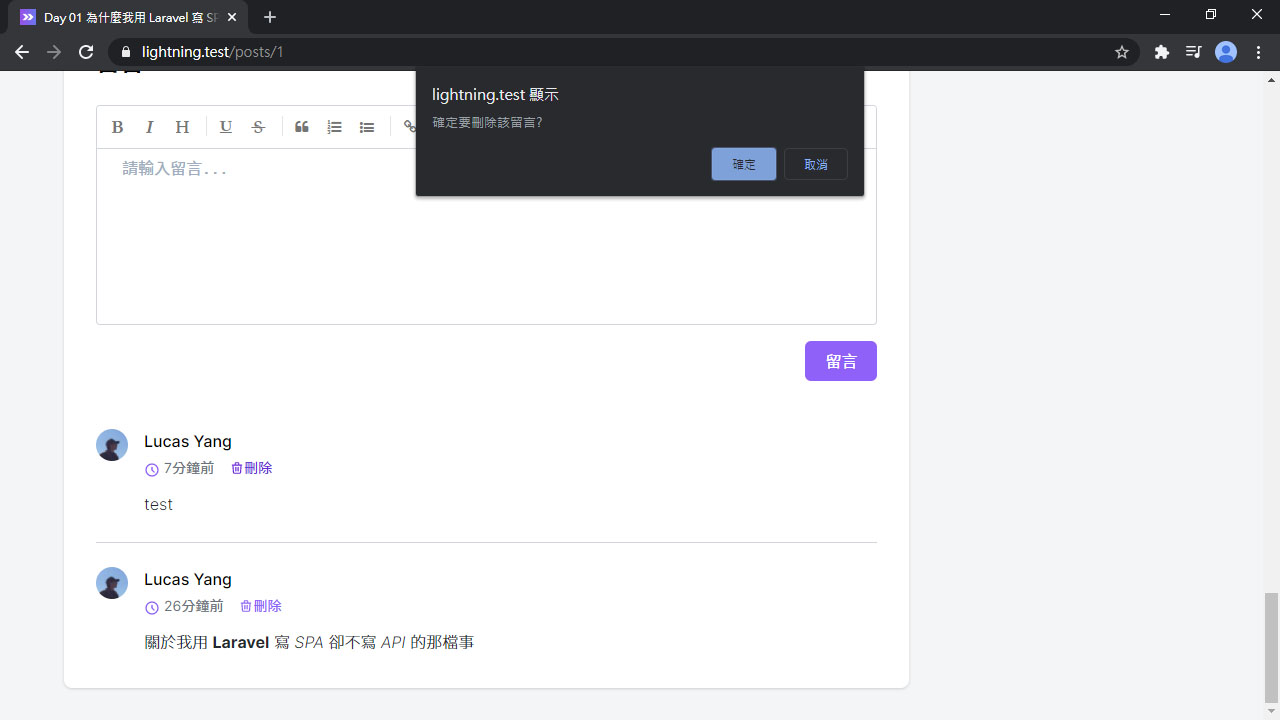 Day 01 為什麼我用 Laravel 寫 SP
lightning.test/posts/1
lightning.test 顯示
確定要刪除該留言?
確定 取消
B I H U S
請輸入留言...
留言
Lucas Yang
7分鐘前 刪除
test
Lucas Yang
26分鐘前 刪除
關於我用 Laravel 寫 SPA 卻不寫 API 的那檔事